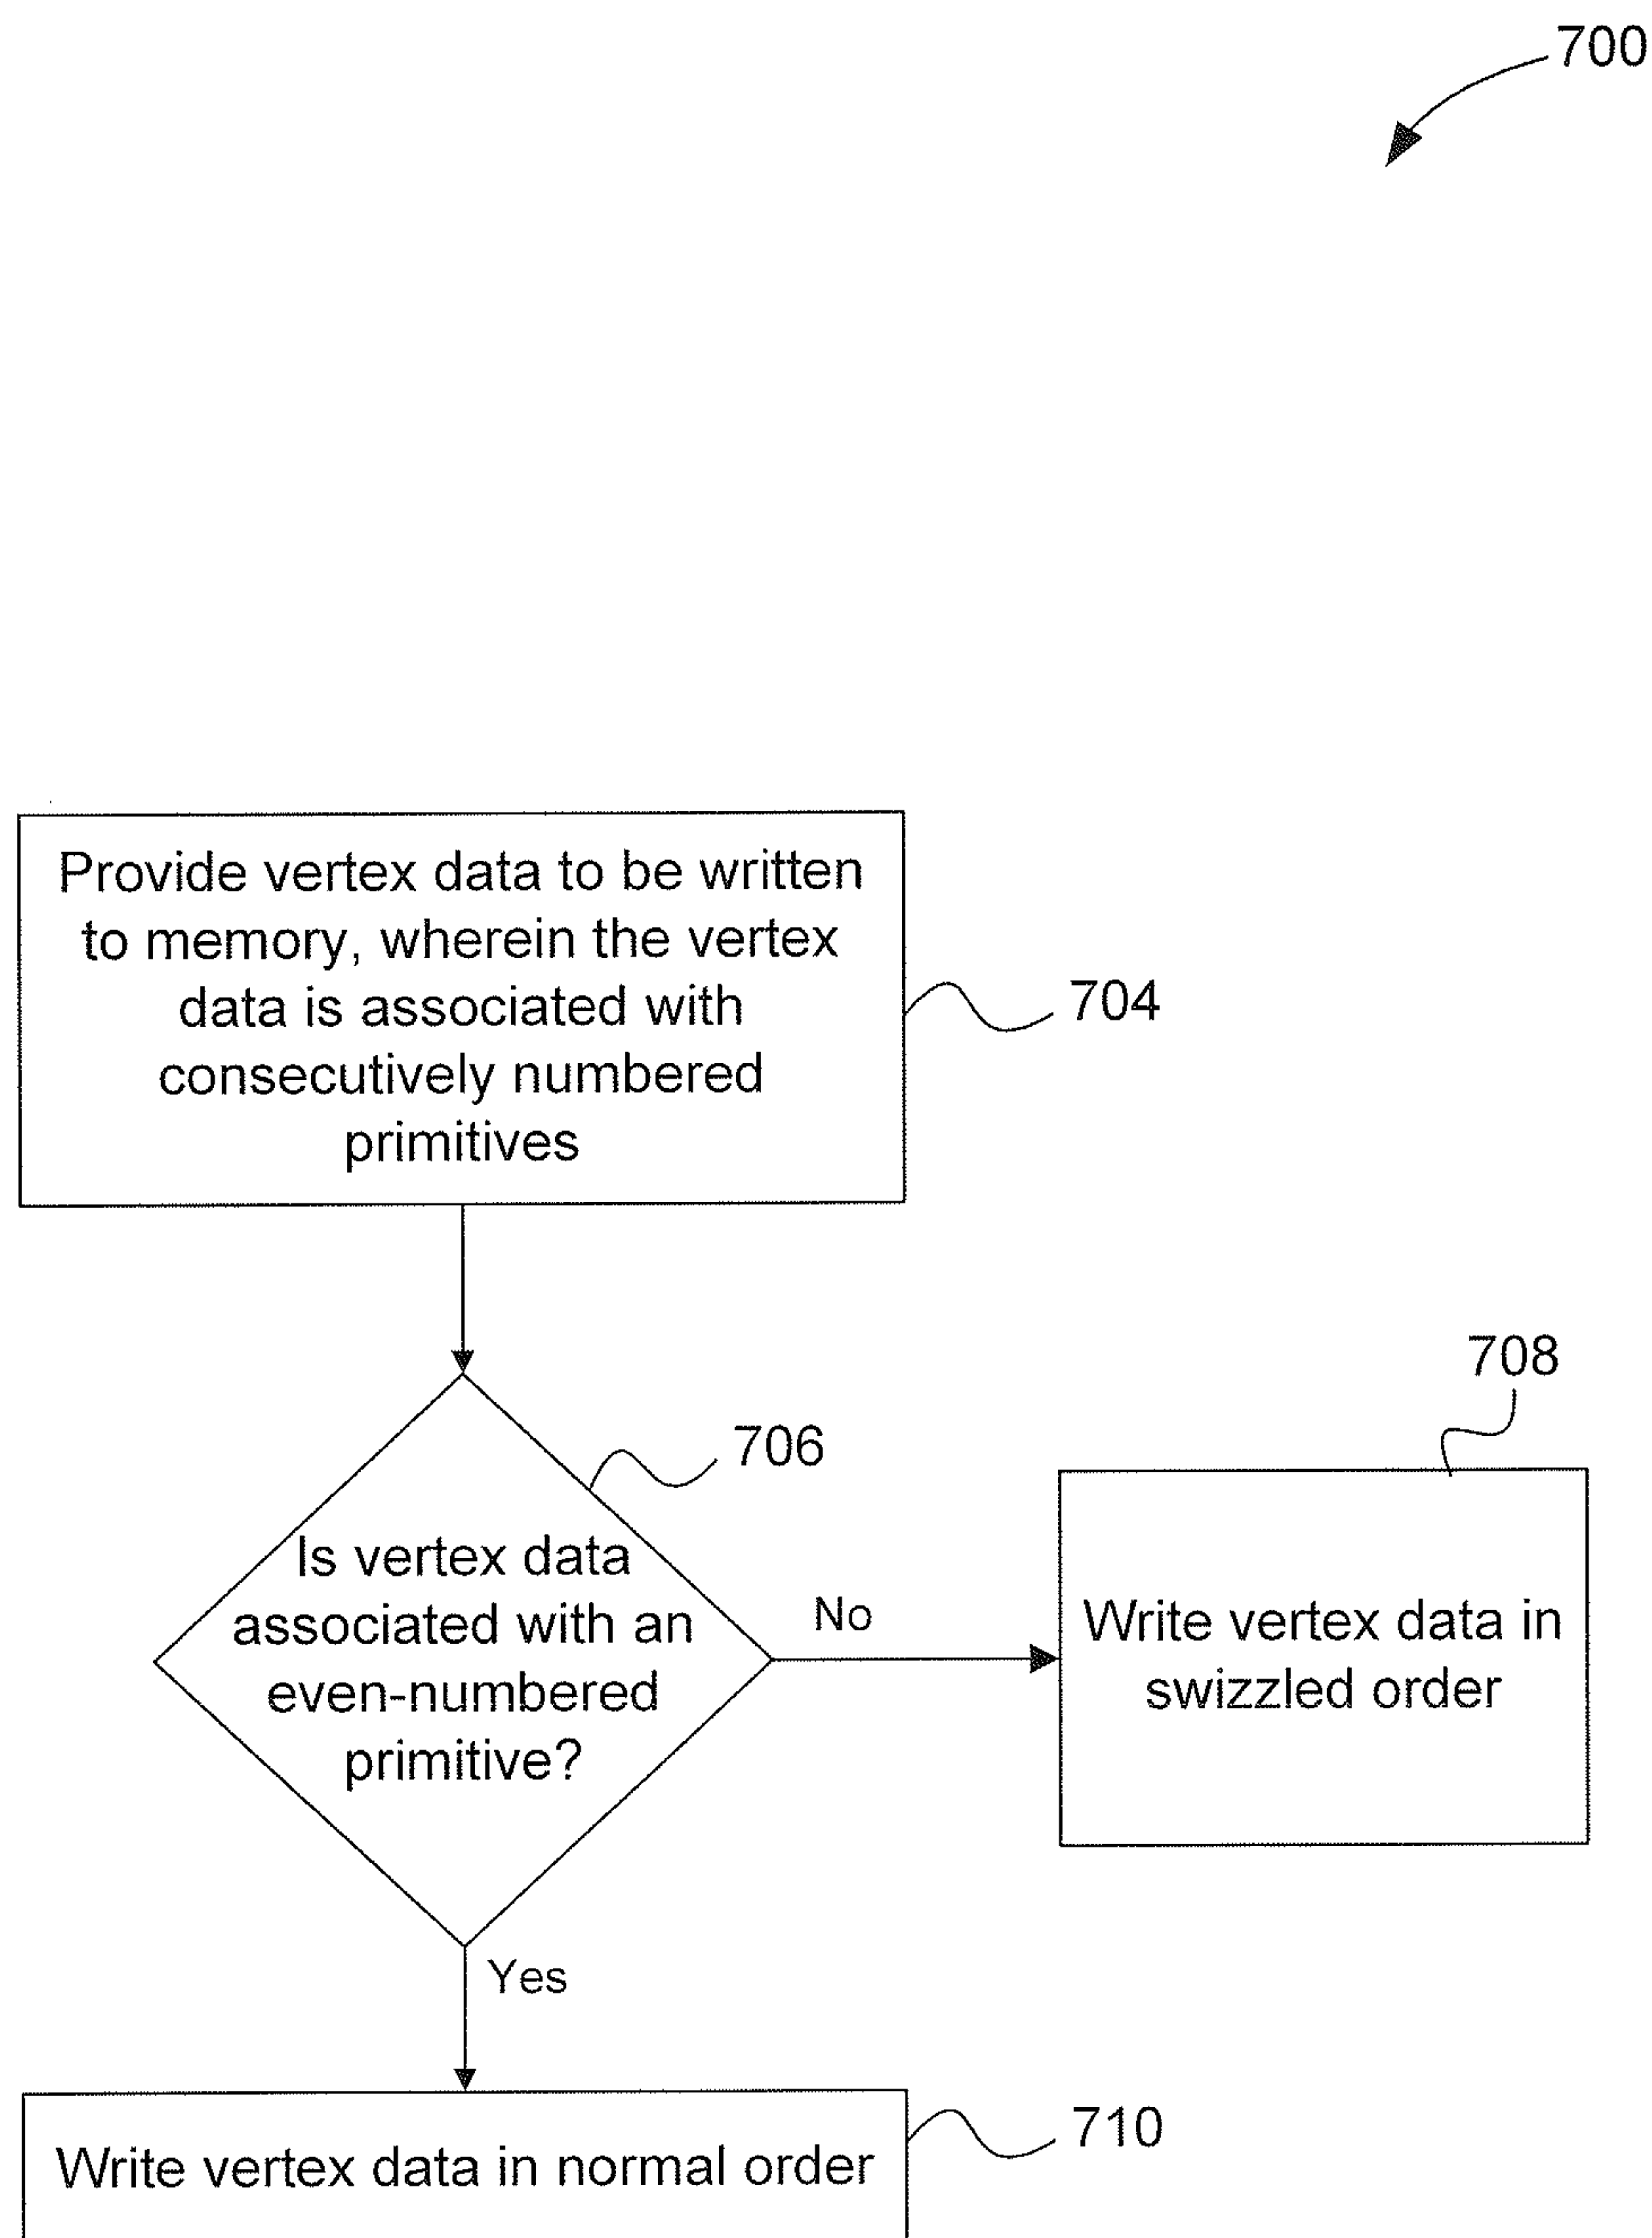 700
Provide vertex data to be written
to memory, wherein the vertex
data is associated with
consecutively numbered
primitives
704
706
708
Is vertex data
associated with an
even-numbered
primitive?
No
Write vertex data in
swizzled order
Yes
710
Write vertex data in normal order